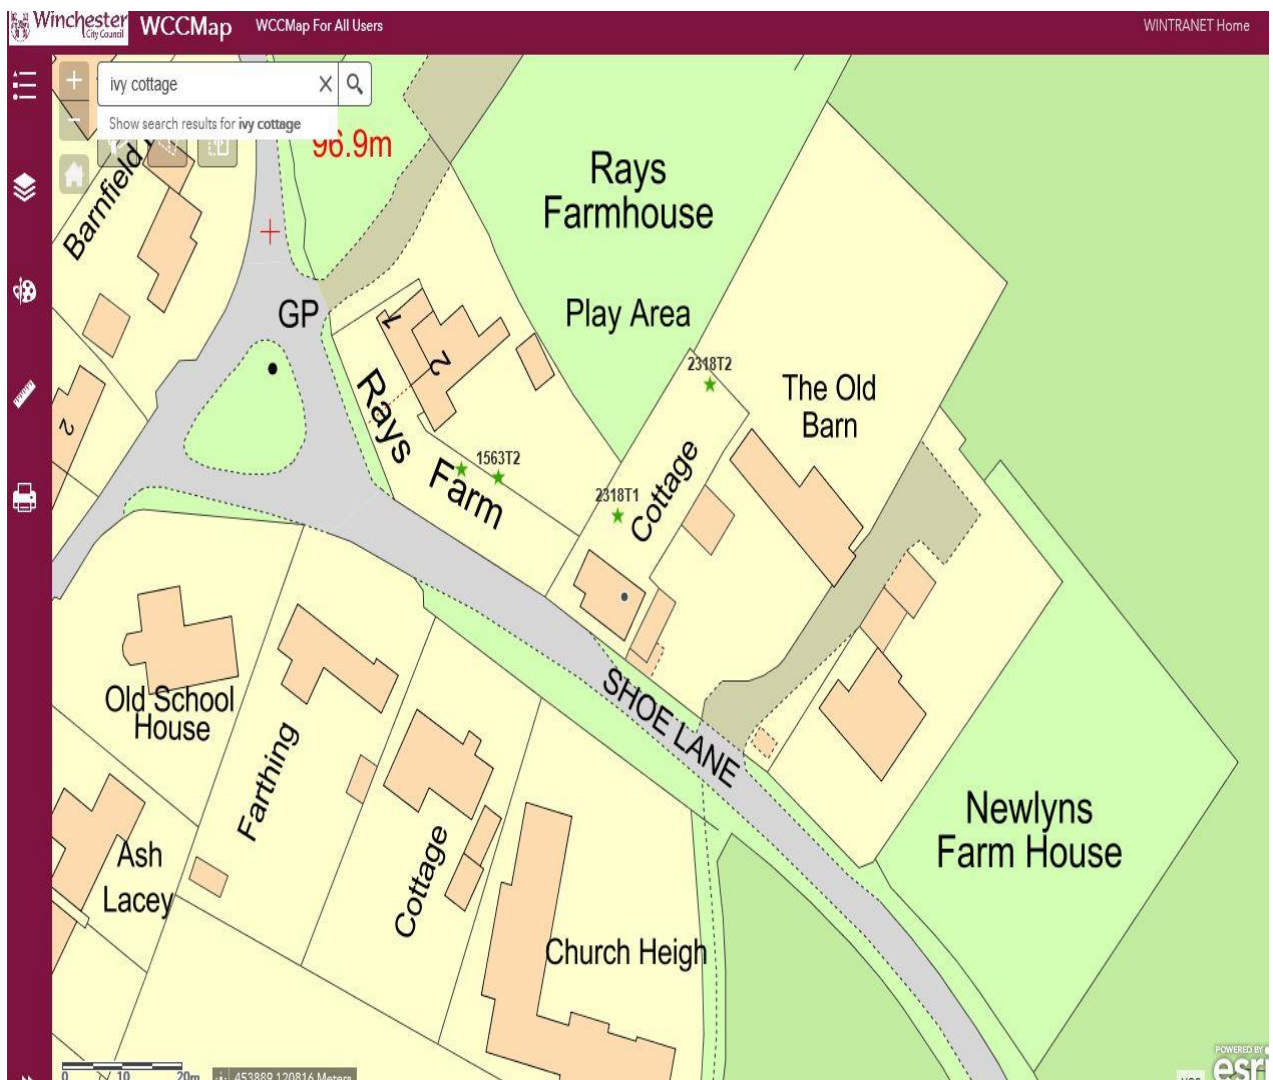 Winchester
City Council
WCCMap
WCCMap For All Users
WINTRANET Home
ivy cottage
Show search results for ivy cottage
96.9m
Barnfield
Rays
Farmhouse
Play Area
GP
1
2
2
Rays
Farm
1563T2
2318T2
2318T1
Cottage
The Old
Barn
SHOE LANE
Old School
House
Farthing
Ash
Lacey
Cottage
Church Heigh
Newlyns
Farm House
0 10 20m
453889 120816 Meters
POWERED BY
esri